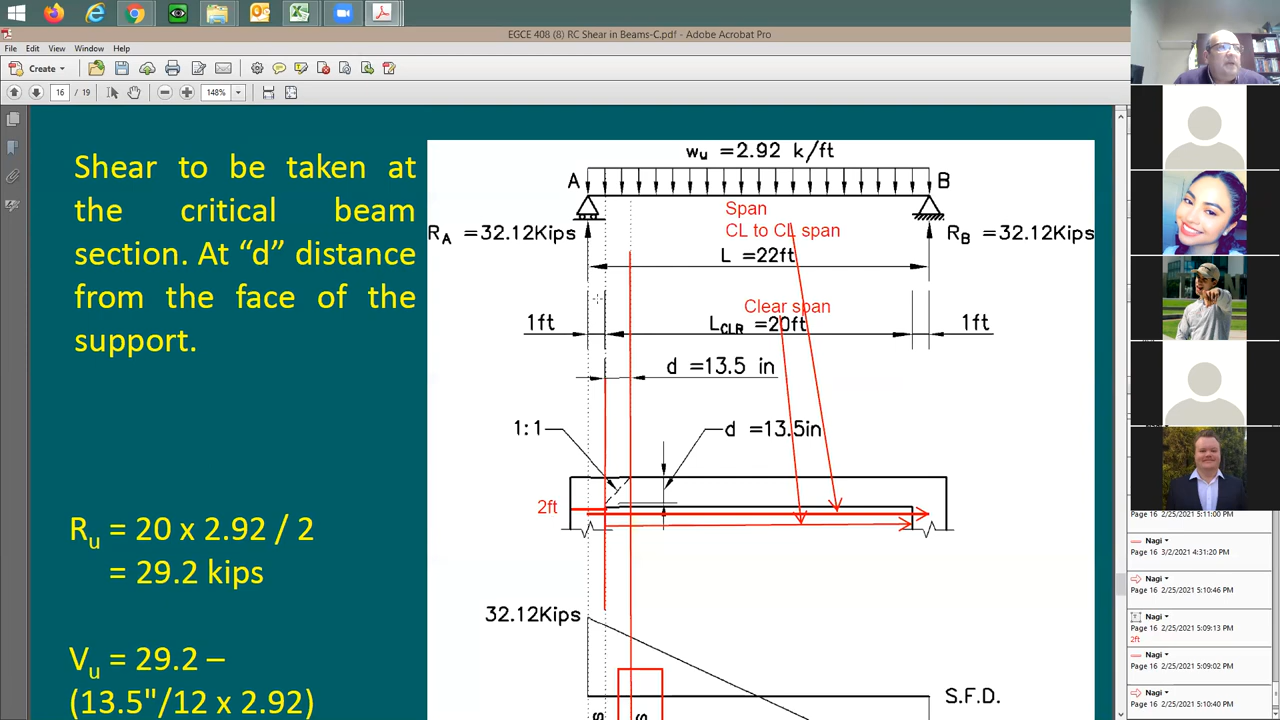 EGCE 408 (8) RC Shear in Beams-C.pdf - Adobe Acrobat Pro
File Edit View Window Help
Create
16 / 19
148%
Shear to be taken at
the critical beam
section. At “d” distance
from the face of the
support.
Ru = 20 x 2.92 / 2
= 29.2 kips
Vu = 29.2 –
(13.5"/12 x 2.92)
wu =2.92 k/ft
A
B
Span
CL to CL span
RA =32.12Kips
RB =32.12Kips
L =22ft
Clear span
1ft
LCLR =20ft
1ft
d =13.5 in
1:1
d =13.5in
2ft
32.12Kips
S.F.D.
Page 16 2/25/2021 5:11:00 PM
Nagi
Page 16 3/2/2021 4:31:20 PM
Nagi
Page 16 2/25/2021 5:10:46 PM
Nagi
Page 16 2/25/2021 5:09:13 PM
2ft
Nagi
Page 16 2/25/2021 5:09:02 PM
Nagi
Page 16 2/25/2021 5:10:40 PM